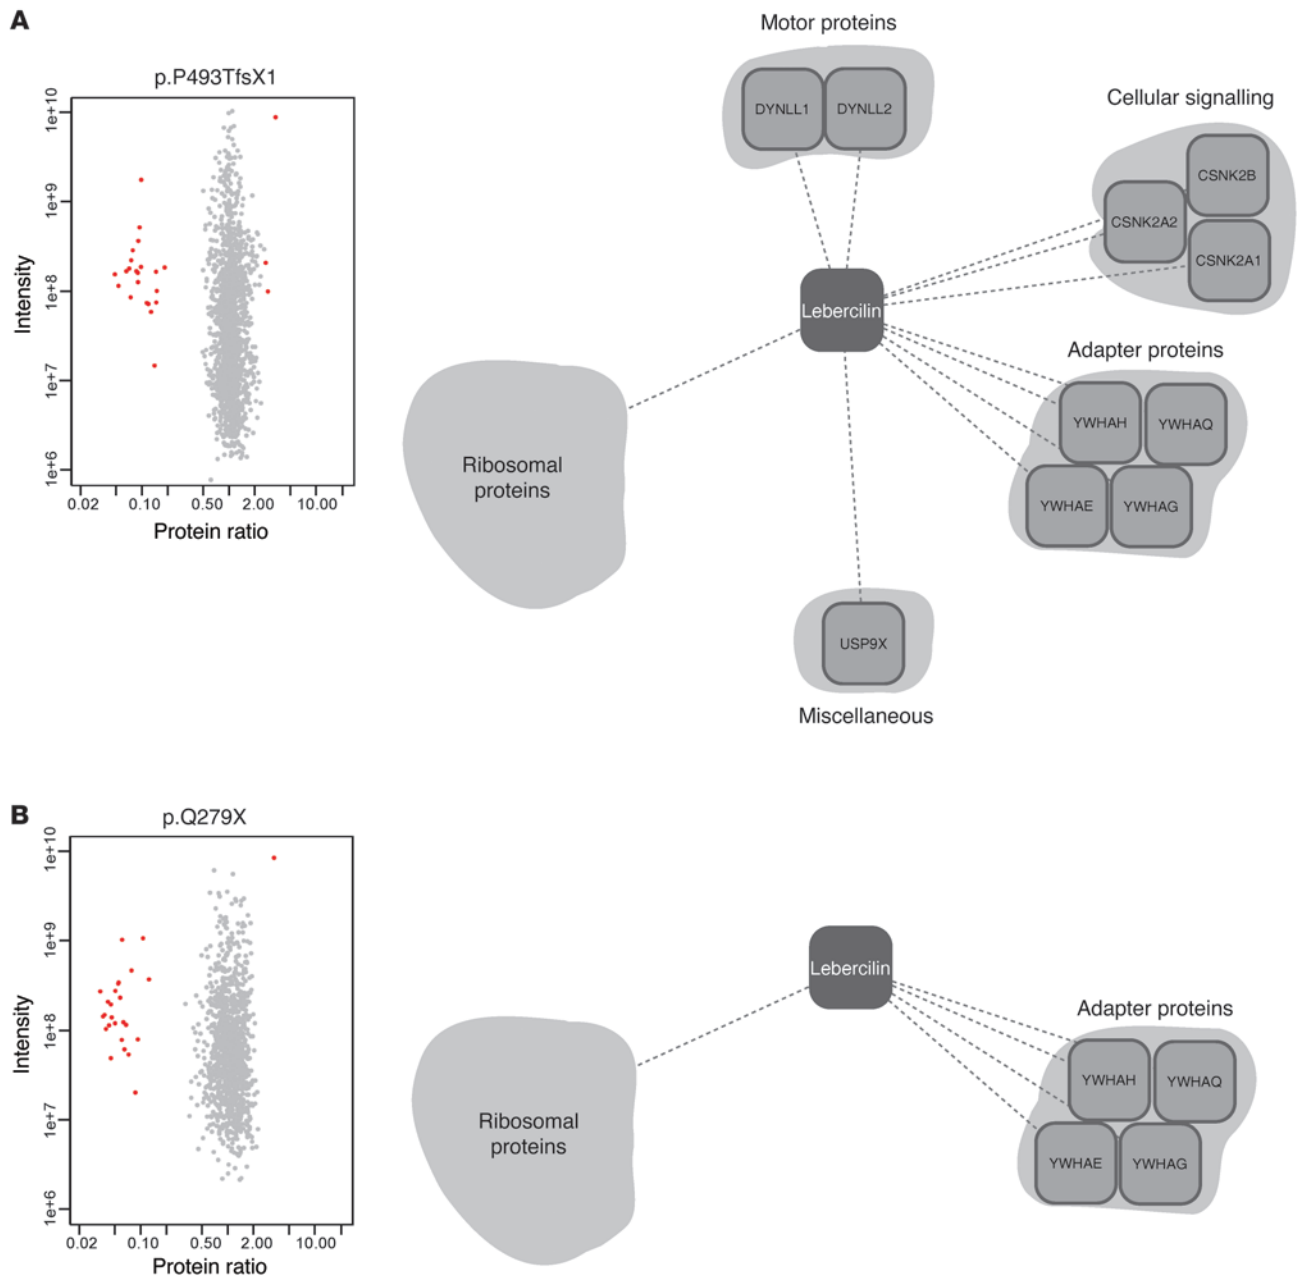 A
p.P493TfsX1
Intensity
1e+10
1e+9
1e+8
1e+7
1e+6
0.02 0.10 0.50 2.00 10.00
Protein ratio
Motor proteins
DYNLL1 DYNLL2
Cellular signalling
CSNK2B
CSNK2A2
CSNK2A1
Lebercilin
Adapter proteins
YWHAH YWHAQ
YWHAE YWHAG
Ribosomal
proteins
USP9X
Miscellaneous
B
p.Q279X
Intensity
1e+10
1e+9
1e+8
1e+7
1e+6
0.02 0.10 0.50 2.00 10.00
Protein ratio
Lebercilin
Adapter proteins
YWHAH YWHAQ
YWHAE YWHAG
Ribosomal
proteins